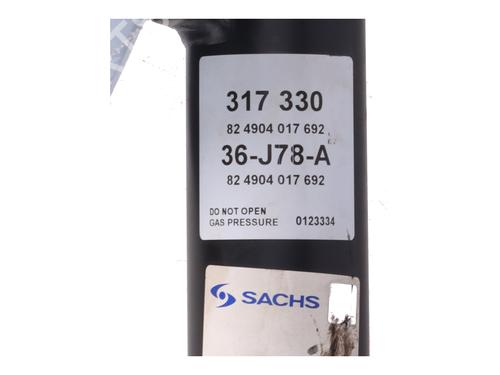 317 330
82 4904 017 692
36-J78-A
82 4904 017 692
DO NOT OPEN
GAS PRESSURE 0123334
SACHS